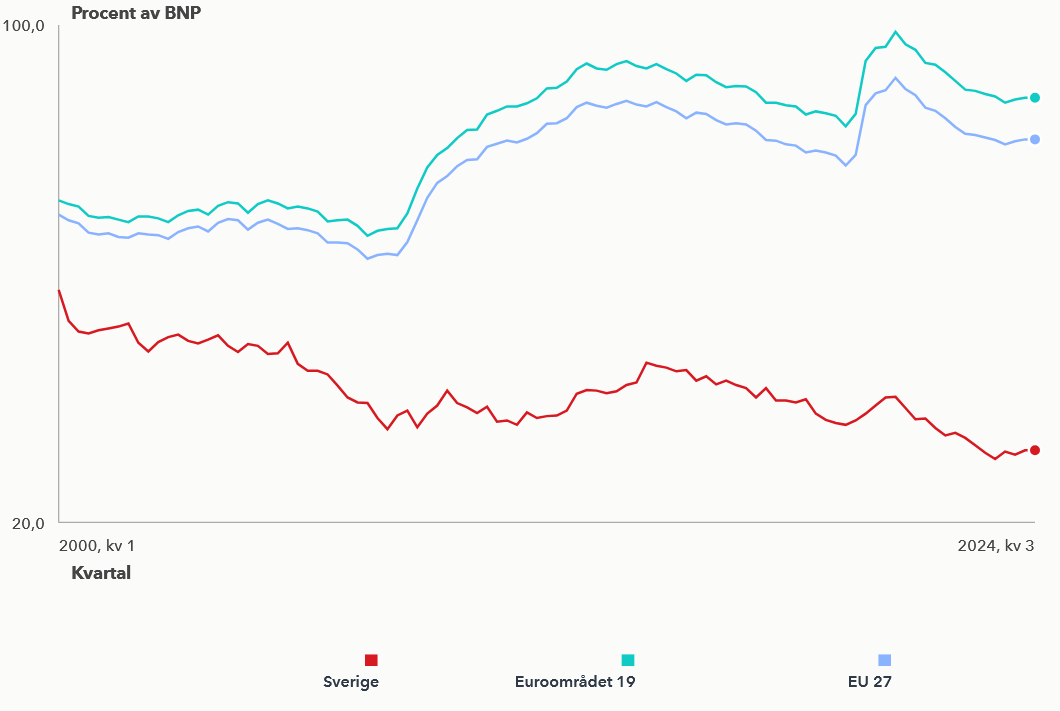 Procent av BNP
100,0
20,0
2000, kv 1
2024, kv 3
Kvartal
Sverige
Euroområdet 19
EU 27